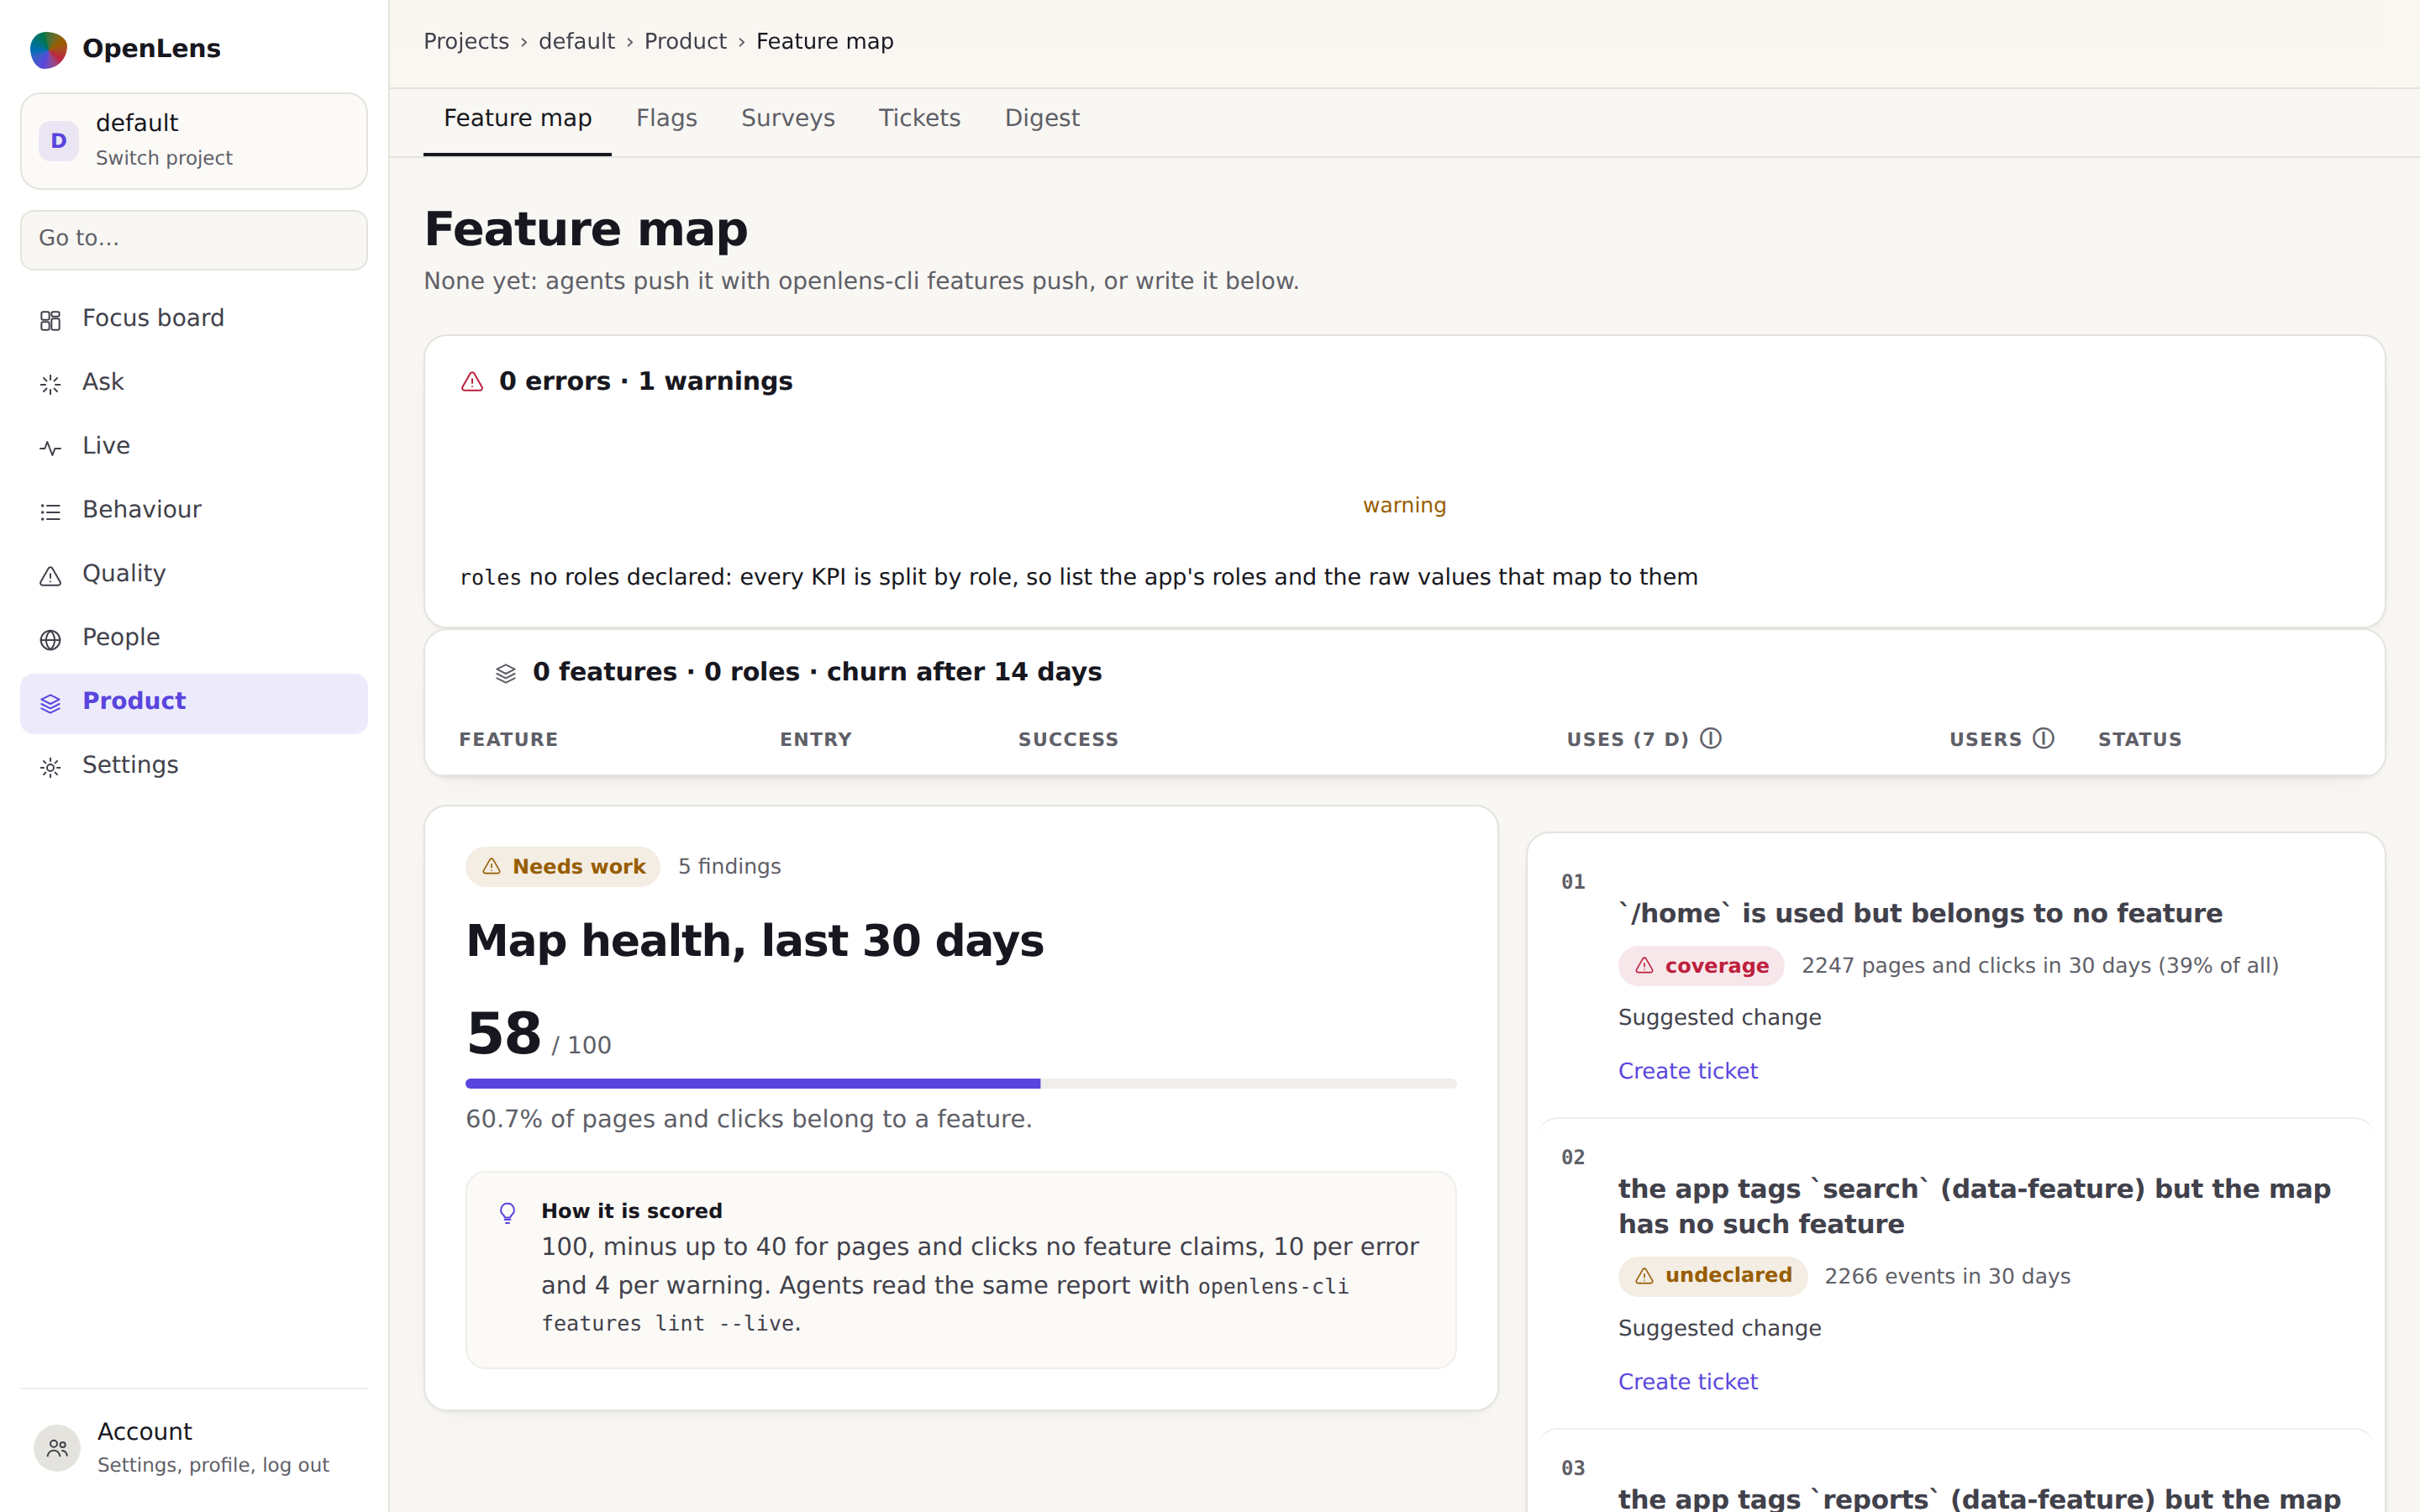 OpenLens
D
default
Switch project
Go to…
Focus board
Ask
Live
Behaviour
Quality
People
Product
Settings
Account
Settings, profile, log out
Projects › default › Product › Feature map
Feature map
Flags
Surveys
Tickets
Digest
Feature map
None yet: agents push it with openlens-cli features push, or write it below.
0 errors · 1 warnings
warning
roles no roles declared: every KPI is split by role, so list the app's roles and the raw values that map to them
0 features · 0 roles · churn after 14 days
FEATURE ENTRY SUCCESS USES (7 D) USERS STATUS
Needs work 5 findings
Map health, last 30 days
58 / 100
60.7% of pages and clicks belong to a feature.
How it is scored
100, minus up to 40 for pages and clicks no feature claims, 10 per error
and 4 per warning. Agents read the same report with openlens-cli
features lint --live.
01
`/home` is used but belongs to no feature
coverage 2247 pages and clicks in 30 days (39% of all)
Suggested change
Create ticket
02
the app tags `search` (data-feature) but the map
has no such feature
undeclared 2266 events in 30 days
Suggested change
Create ticket
03
the app tags `reports` (data-feature) but the map